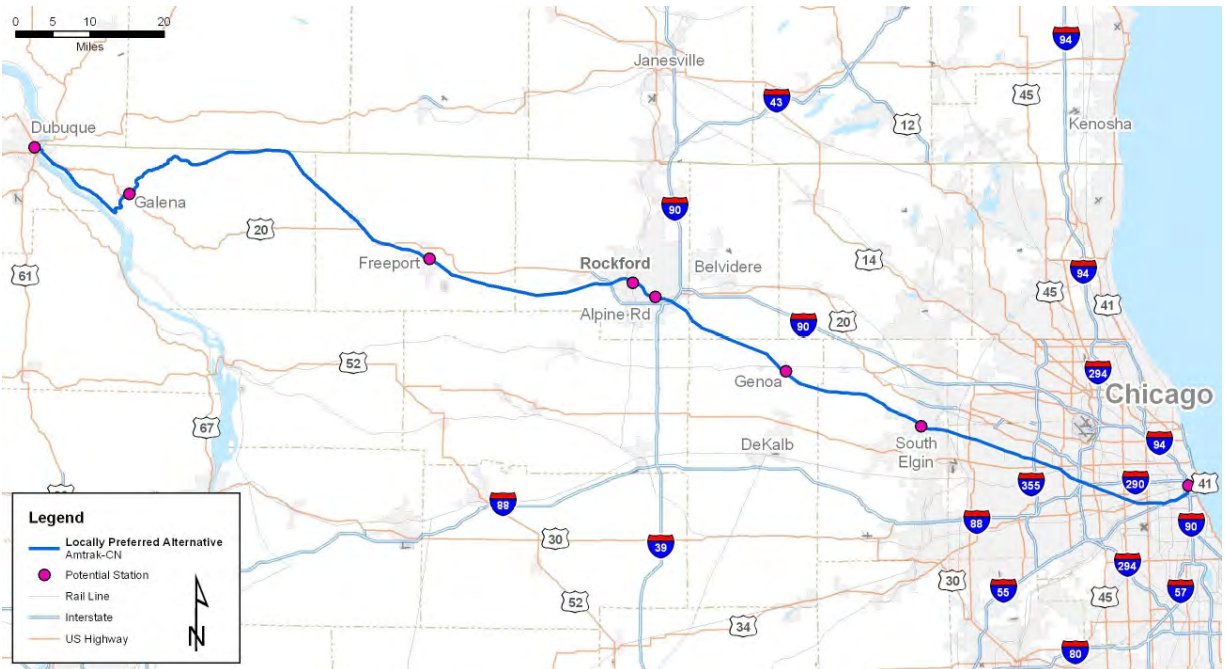 0 5 10 20
Miles
94
Janesville
45
43
12
Kenosha
Dubuque
Galena
90
20
14
61
Freeport
Rockford
Belvidere
94
45
41
Alpine Rd
90
20
52
294
Genoa
Chicago
67
DeKalb
South
Elgin
94
355
290
41
88
88
90
30
39
294
30
55
45
57
52
34
80
Legend
Locally Preferred Alternative
Amtrak-CN
Potential Station
Rail Line
Interstate
US Highway
N